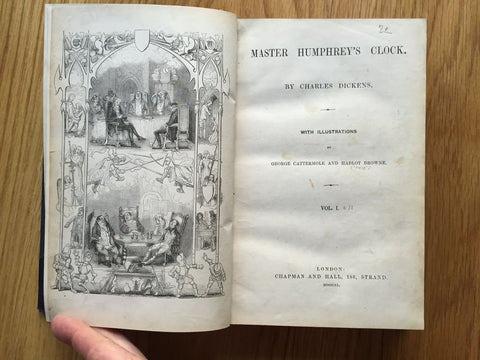 MASTER HUMPHREY'S CLOCK.
BY CHARLES DICKENS.
WITH ILLUSTRATIONS
BY
GEORGE CATTERMOLE AND HABLOT BROWNE.
VOL. I.
LONDON:
CHAPMAN AND HALL, 186, STRAND.
MDCCCXL.